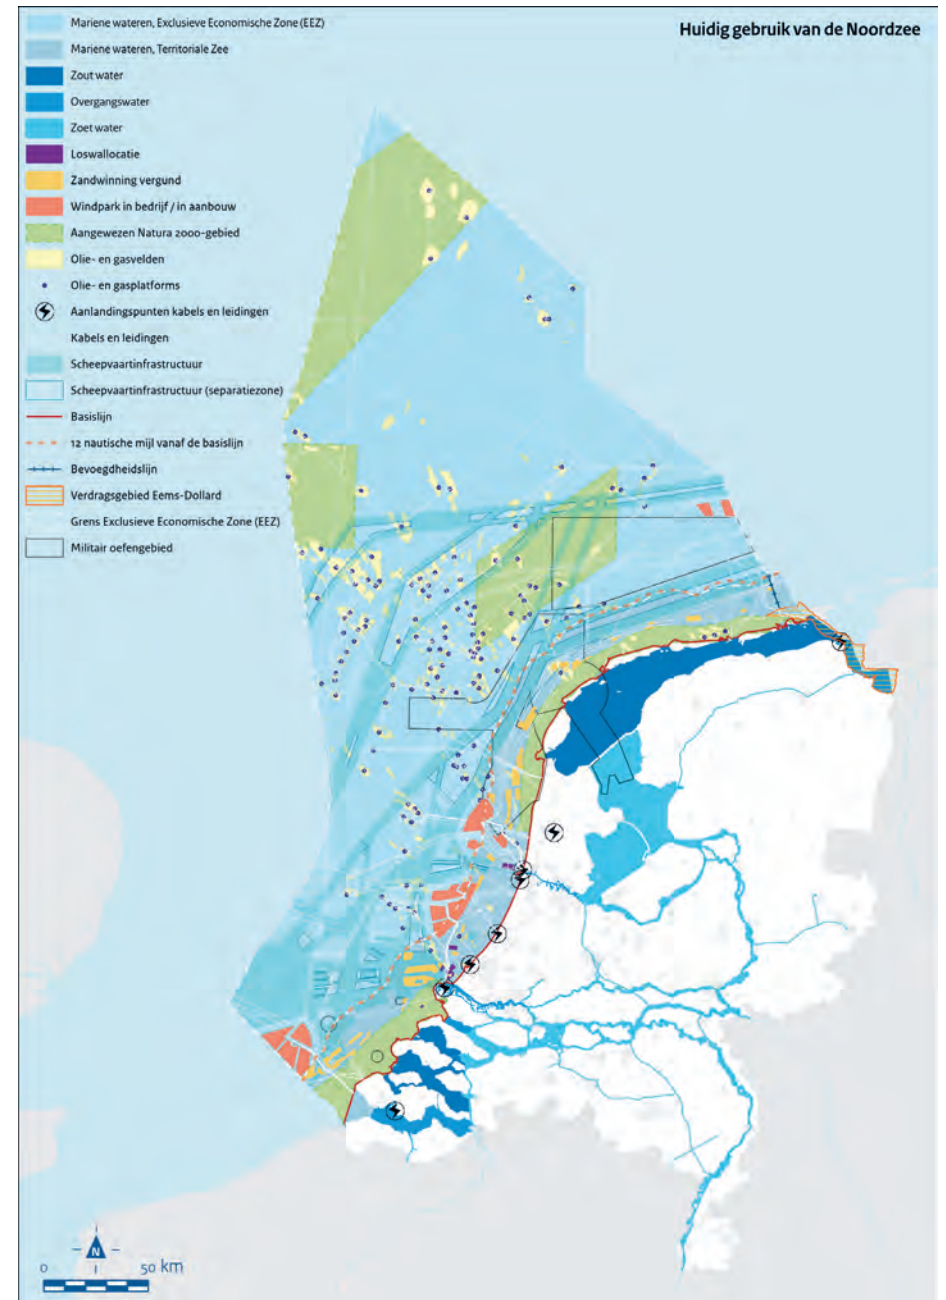 Huidig gebruik van de Noordzee
Mariene wateren, Exclusieve Economische Zone (EEZ)
Mariene wateren, Territoriale Zee
Zout water
Overgangswater
Zoet water
Loswallocatie
Zandwinning vergund
Windpark in bedrijf / in aanbouw
Aangewezen Natura 2000-gebied
Olie- en gasvelden
Olie- en gasplatforms
Aanlandingspunten kabels en leidingen
Kabels en leidingen
Scheepvaartinfrastructuur
Scheepvaartinfrastructuur (separatiezone)
Basislijn
12 nautische mijl vanaf de basislijn
Bevoegdheidslijn
Verdragsgebied Eems-Dollard
Grens Exclusieve Economische Zone (EEZ)
Militair oefengebied
N
0 50 km